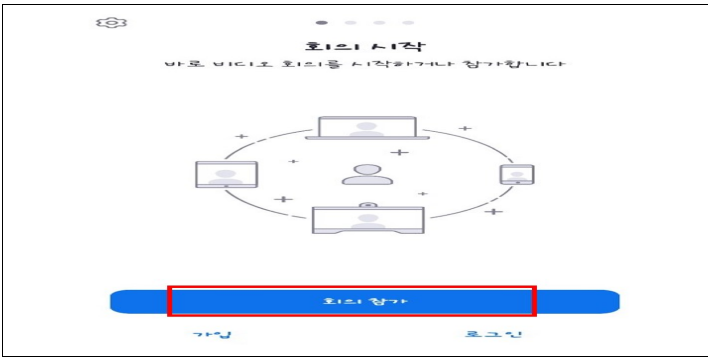 회의 시작
바로 비디오 회의를 시작하거나 참가합니다
회의 참가
가입
로그인